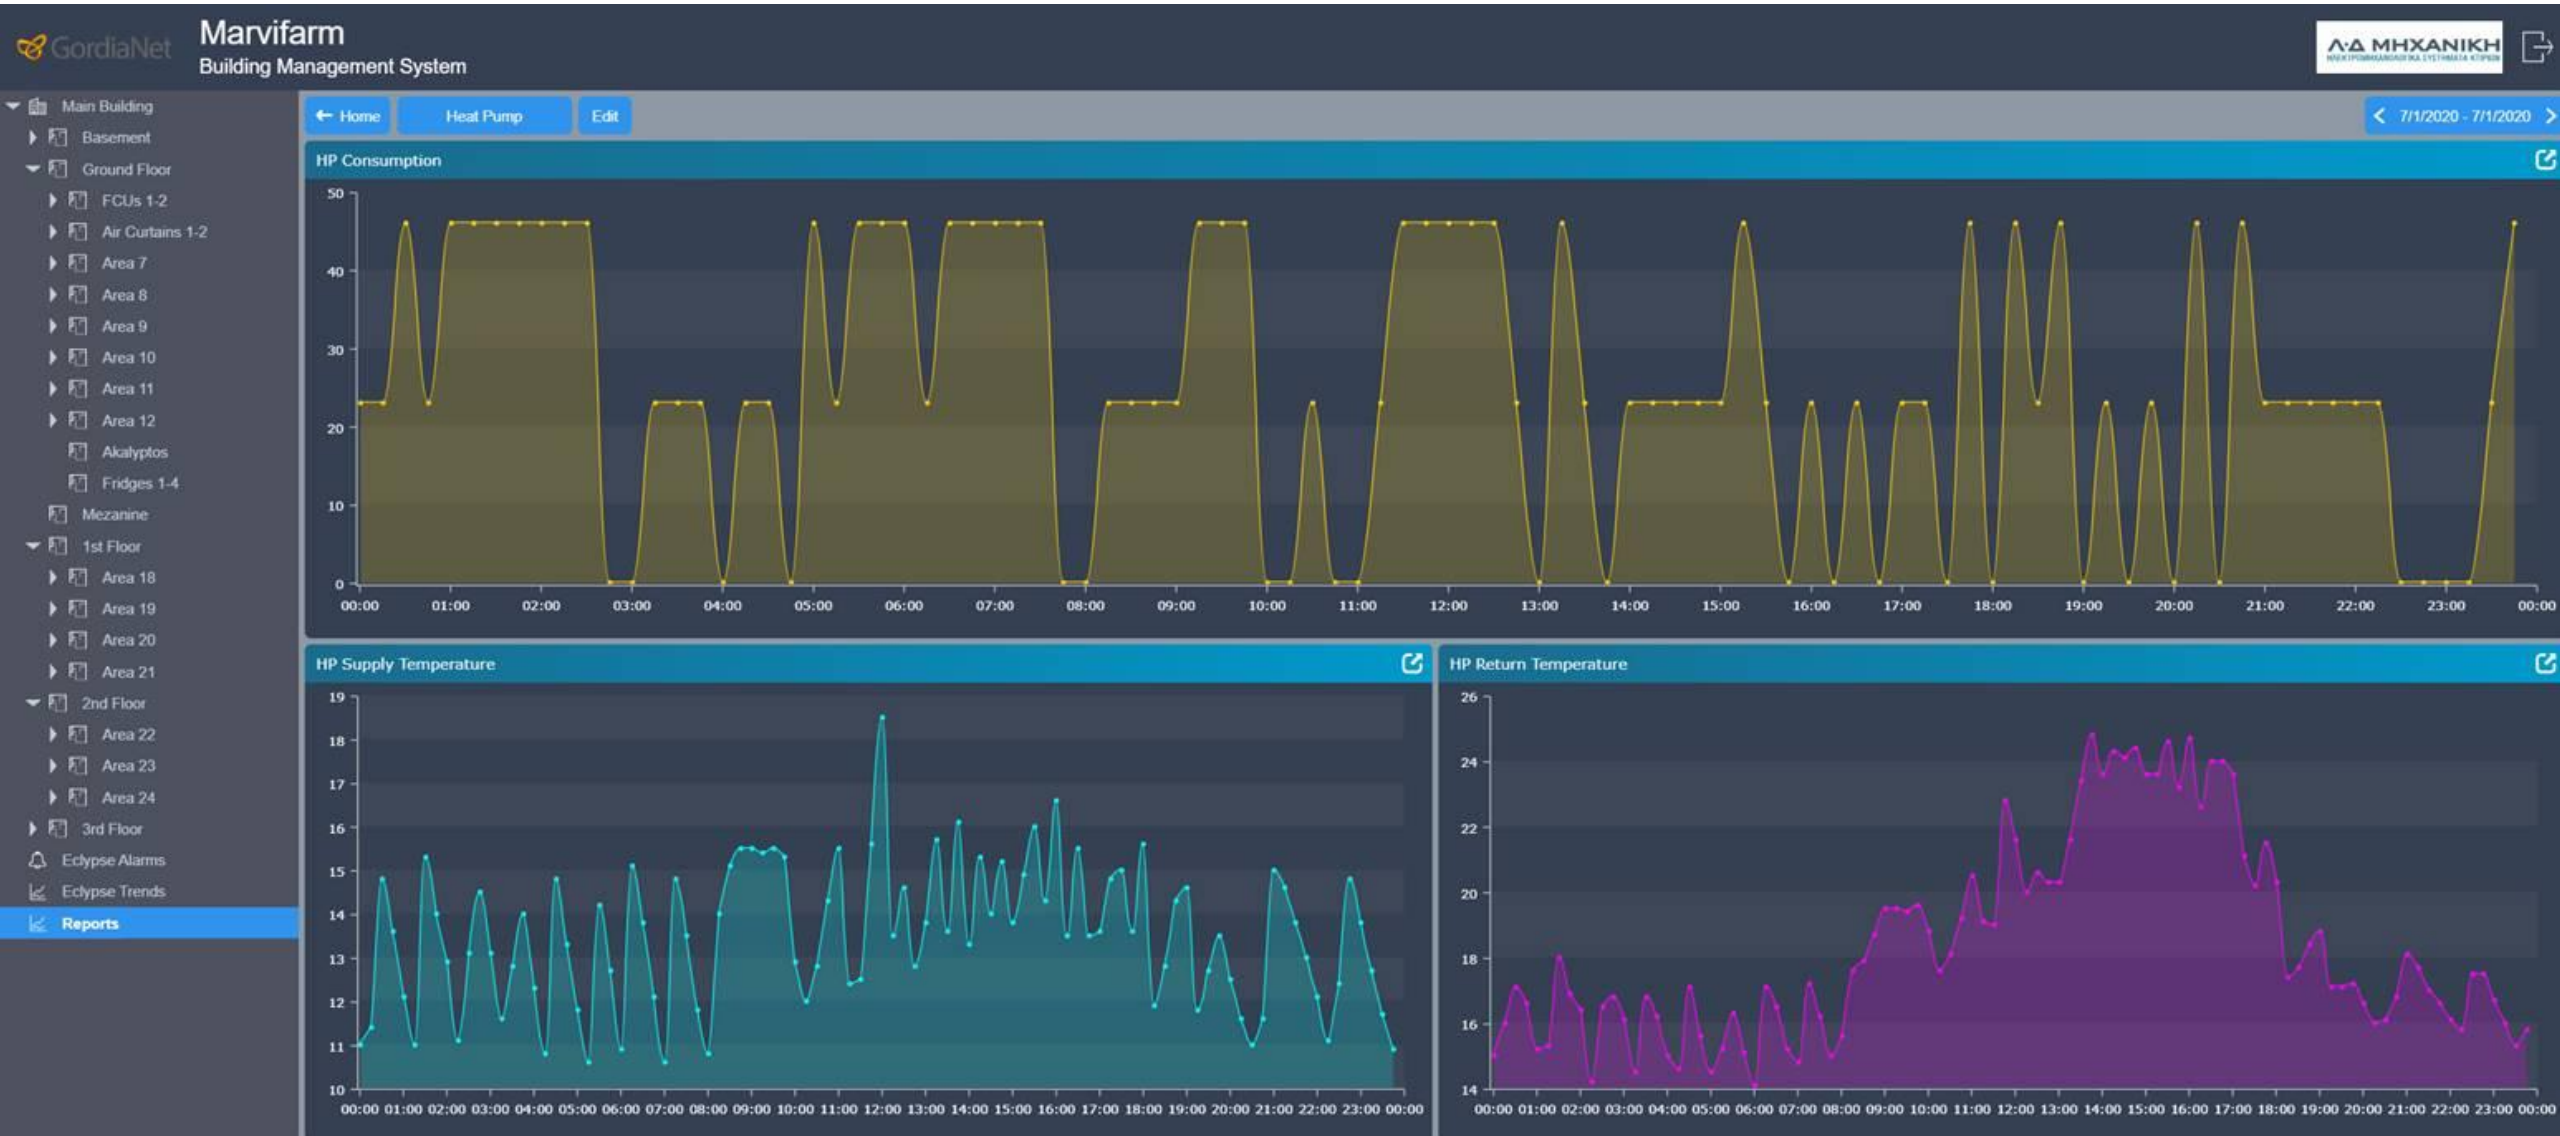 GordiaNet
Marvifarm
Building Management System
Λ·Δ ΜΗΧΑΝΙΚΗ
Main Building
Basement
Ground Floor
FCUs 1-2
Air Curtains 1-2
Area 7
Area 8
Area 9
Area 10
Area 11
Area 12
Akalyptos
Fridges 1-4
Mezanine
1st Floor
Area 18
Area 19
Area 20
Area 21
2nd Floor
Area 22
Area 23
Area 24
3rd Floor
Eclypse Alarms
Eclypse Trends
Reports
Home Heat Pump Edit 7/1/2020 - 7/1/2020
HP Consumption
50
40
30
20
10
0
00:00 01:00 02:00 03:00 04:00 05:00 06:00 07:00 08:00 09:00 10:00 11:00 12:00 13:00 14:00 15:00 16:00 17:00 18:00 19:00 20:00 21:00 22:00 23:00 00:00
HP Supply Temperature
19
18
17
16
15
14
13
12
11
10
00:00 01:00 02:00 03:00 04:00 05:00 06:00 07:00 08:00 09:00 10:00 11:00 12:00 13:00 14:00 15:00 16:00 17:00 18:00 19:00 20:00 21:00 22:00 23:00 00:00
HP Return Temperature
26
24
22
20
18
16
14
00:00 01:00 02:00 03:00 04:00 05:00 06:00 07:00 08:00 09:00 10:00 11:00 12:00 13:00 14:00 15:00 16:00 17:00 18:00 19:00 20:00 21:00 22:00 23:00 00:00